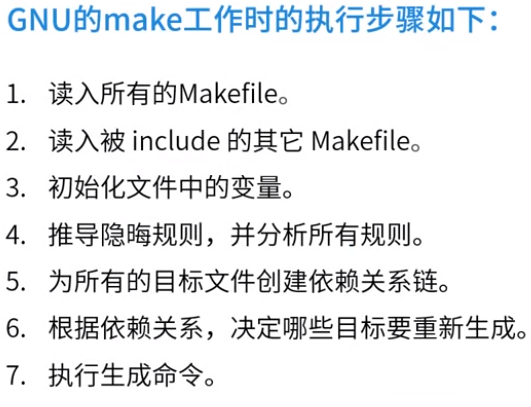 GNU的make工作时的执行步骤如下：
1. 读入所有的Makefile。
2. 读入被 include 的其它 Makefile。
3. 初始化文件中的变量。
4. 推导隐晦规则，并分析所有规则。
5. 为所有的目标文件创建依赖关系链。
6. 根据依赖关系，决定哪些目标要重新生成。
7. 执行生成命令。